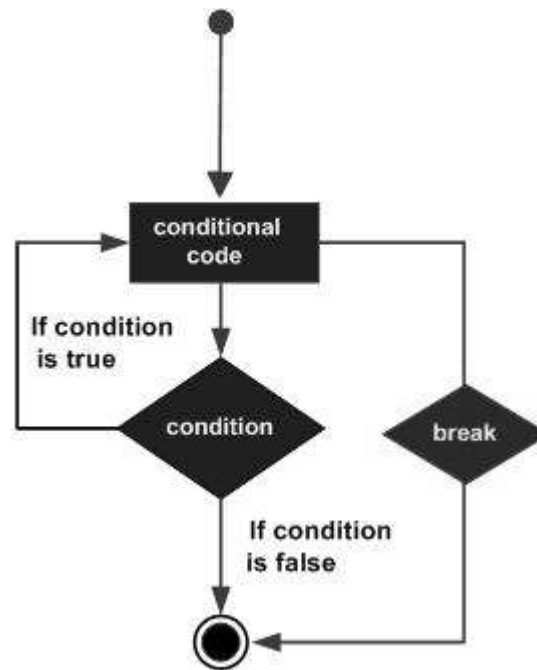 conditional
code
If condition
is true
condition
break
If condition
is false